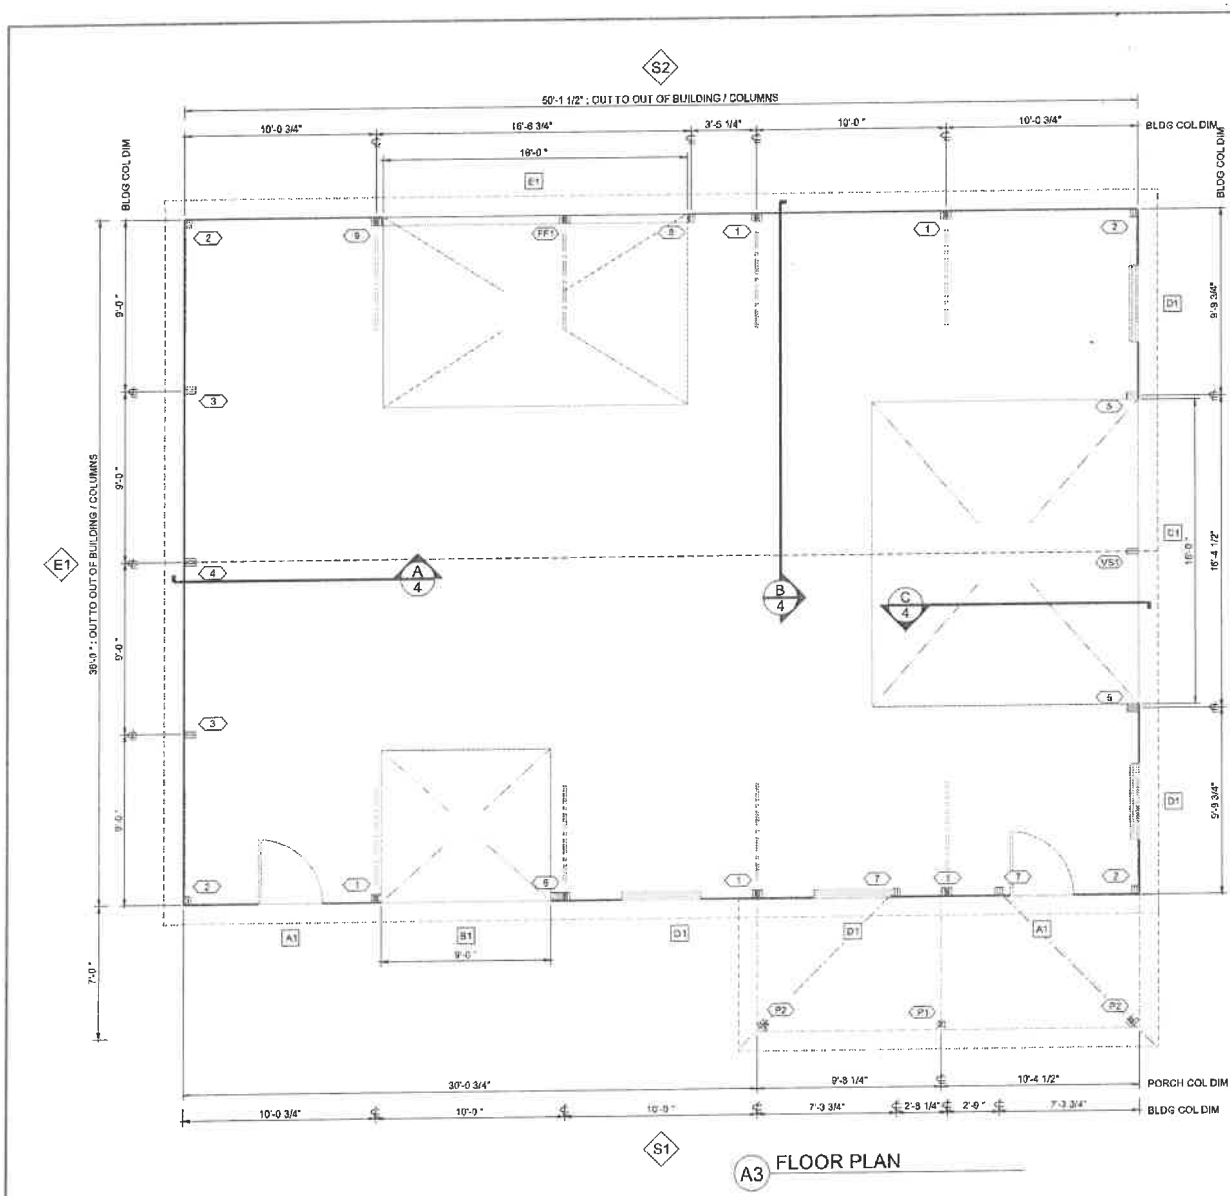 S2
50'-1 1/2" : OUT TO OUT OF BUILDING / COLUMNS
10'-0 3/4"
16'-6 3/4"
3'-5 1/4"
10'-0 "
10'-0 3/4"
BLDG COL DIM
BLDG COL DIM
BLDG COL DIM
16'-0 "
E1
2
9
FF1
8
1
1
2
9'-0 "
9'-9 3/4"
D1
3
5
36'-0 " : OUT TO OUT OF BUILDING / COLUMNS
9'-0 "
E1
4
A
4
B
4
C
4
VS1
16'-0 "
C1
16'-4 1/2"
9'-0 "
3
5
9'-0 "
D1
9'-9 3/4"
2
1
6
1
7
1
7
2
A1
B1
D1
D1
A1
9'-0 "
7'-0 "
P2
P1
P2
30'-0 3/4"
9'-8 1/4"
10'-4 1/2"
PORCH COL DIM
10'-0 3/4"
10'-0 "
10'-0 "
7'-3 3/4"
2'-8 1/4"
2'-9 "
7'-3 3/4"
BLDG COL DIM
S1
A3 FLOOR PLAN